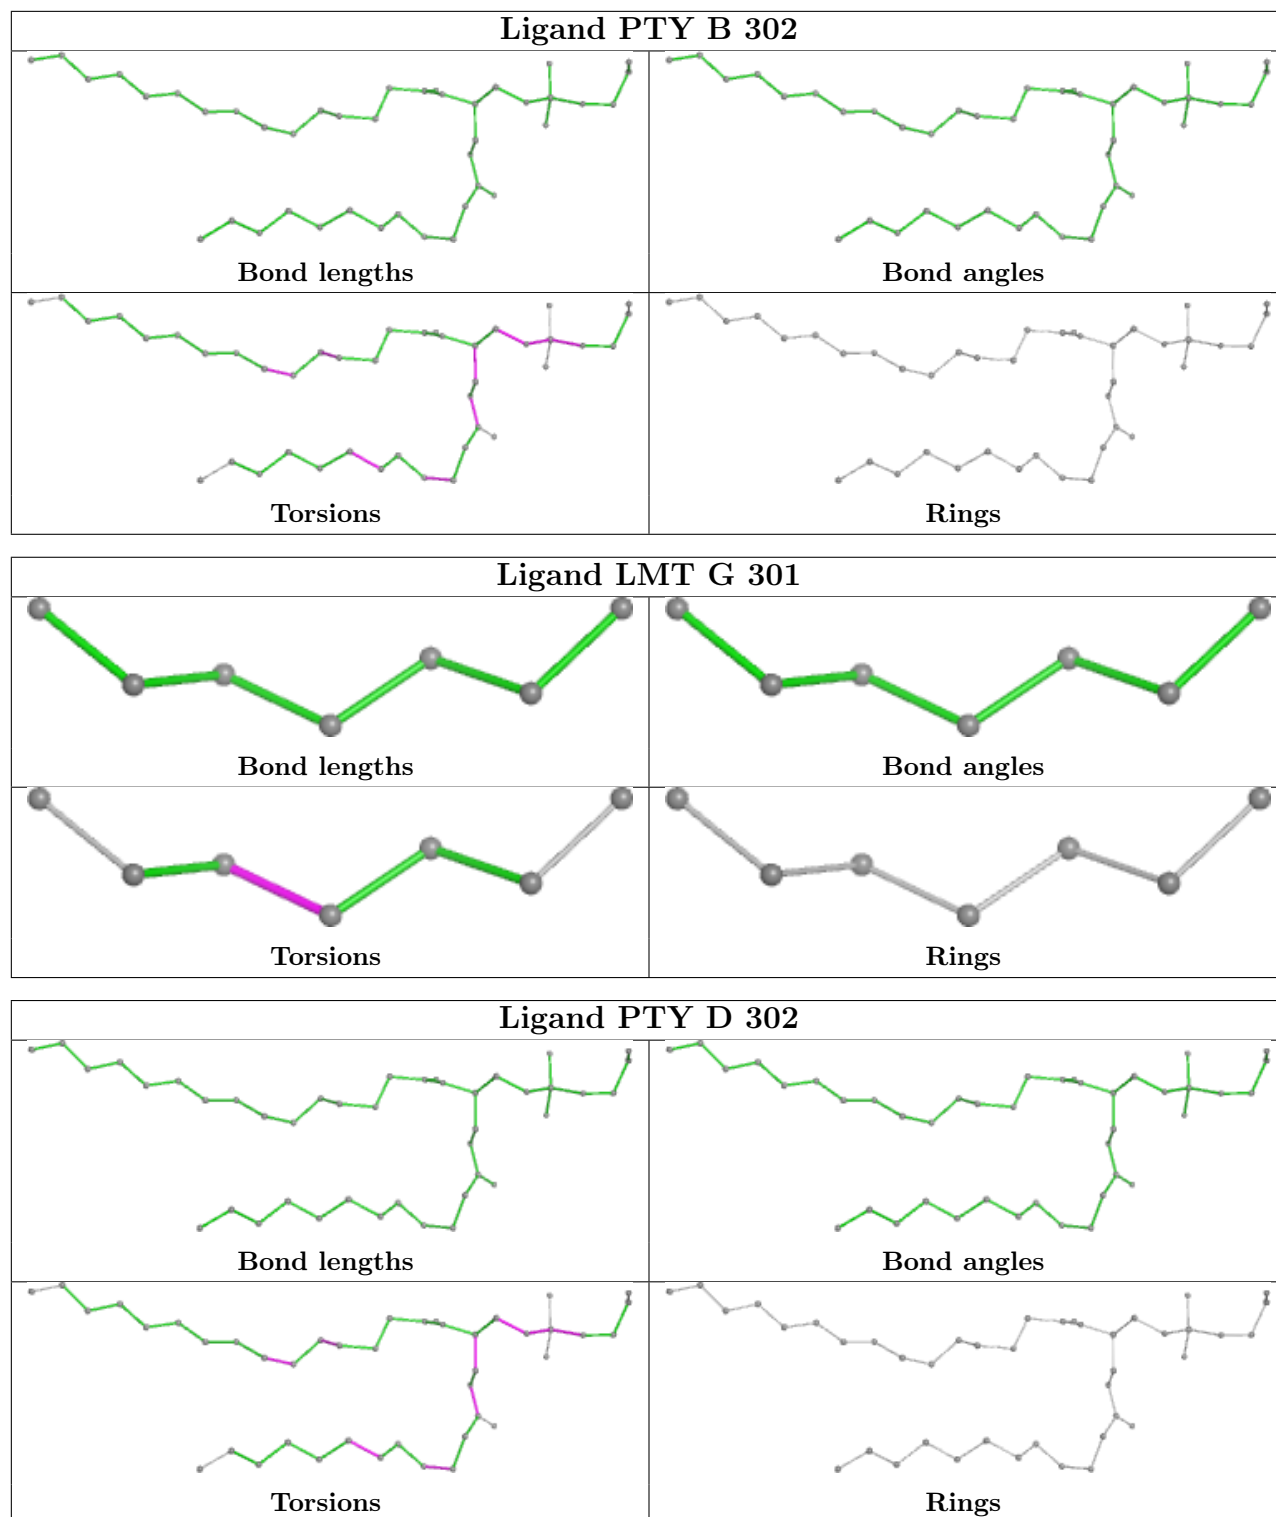 Ligand PTY B 302
Bond lengths
Bond angles
Torsions
Rings
Ligand LMT G 301
Bond lengths
Bond angles
Torsions
Rings
Ligand PTY D 302
Bond lengths
Bond angles
Torsions
Rings